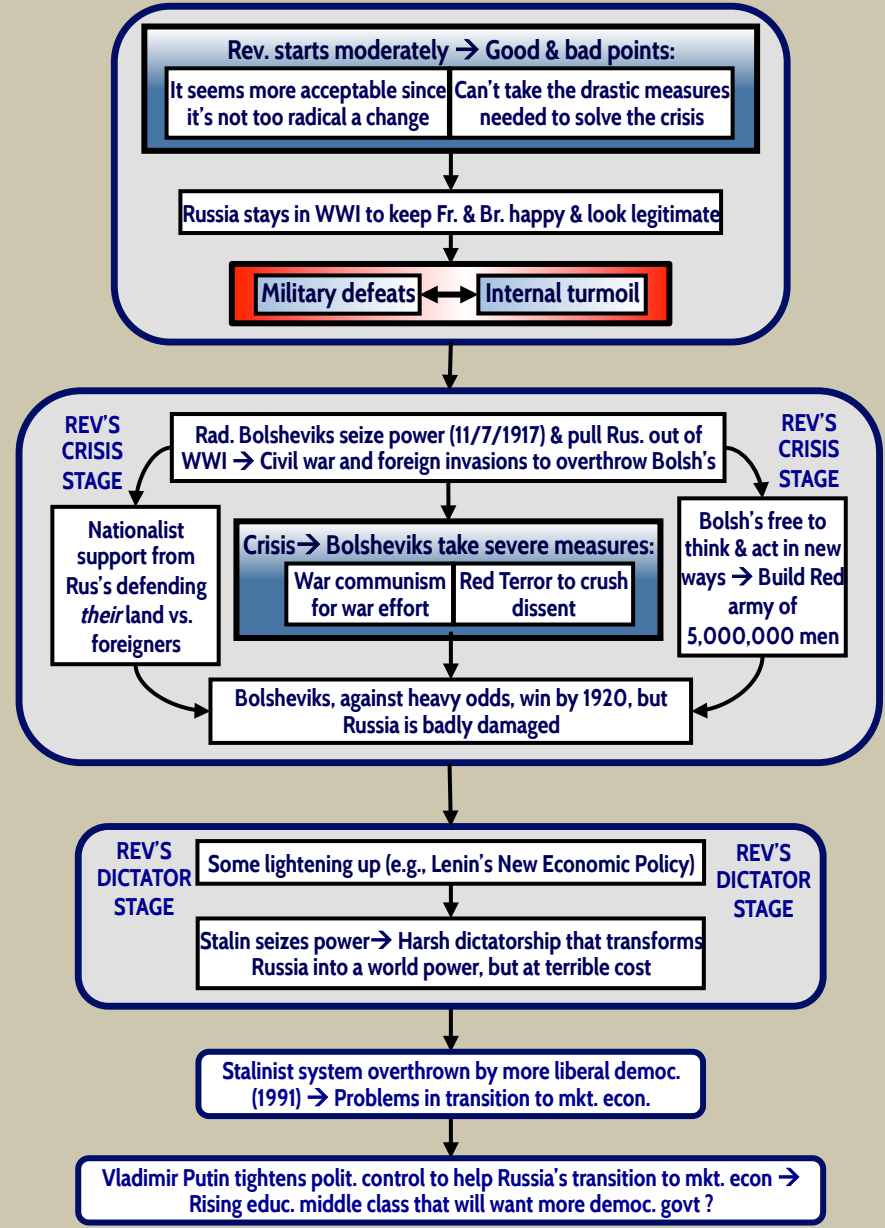 Rev. starts moderately → Good & bad points:
It seems more acceptable since
it's not too radical a change
Can't take the drastic measures
needed to solve the crisis
Russia stays in WWI to keep Fr. & Br. happy & look legitimate
Military defeats
Internal turmoil
REV'S
CRISIS
STAGE
Rad. Bolsheviks seize power (11/7/1917) & pull Rus. out of
WWI → Civil war and foreign invasions to overthrow Bolsh's
REV'S
CRISIS
STAGE
Nationalist
support from
Rus's defending
their land vs.
foreigners
Crisis → Bolsheviks take severe measures:
War communism
for war effort
Red Terror to crush
dissent
Bolsh's free to
think & act in new
ways → Build Red
army of
5,000,000 men
Bolsheviks, against heavy odds, win by 1920, but
Russia is badly damaged
REV'S
DICTATOR
STAGE
Some lightening up (e.g., Lenin's New Economic Policy)
REV'S
DICTATOR
STAGE
Stalin seizes power → Harsh dictatorship that transforms
Russia into a world power, but at terrible cost
Stalinist system overthrown by more liberal democ.
(1991) → Problems in transition to mkt. econ.
Vladimir Putin tightens polit. control to help Russia's transition to mkt. econ →
Rising educ. middle class that will want more democ. govt ?